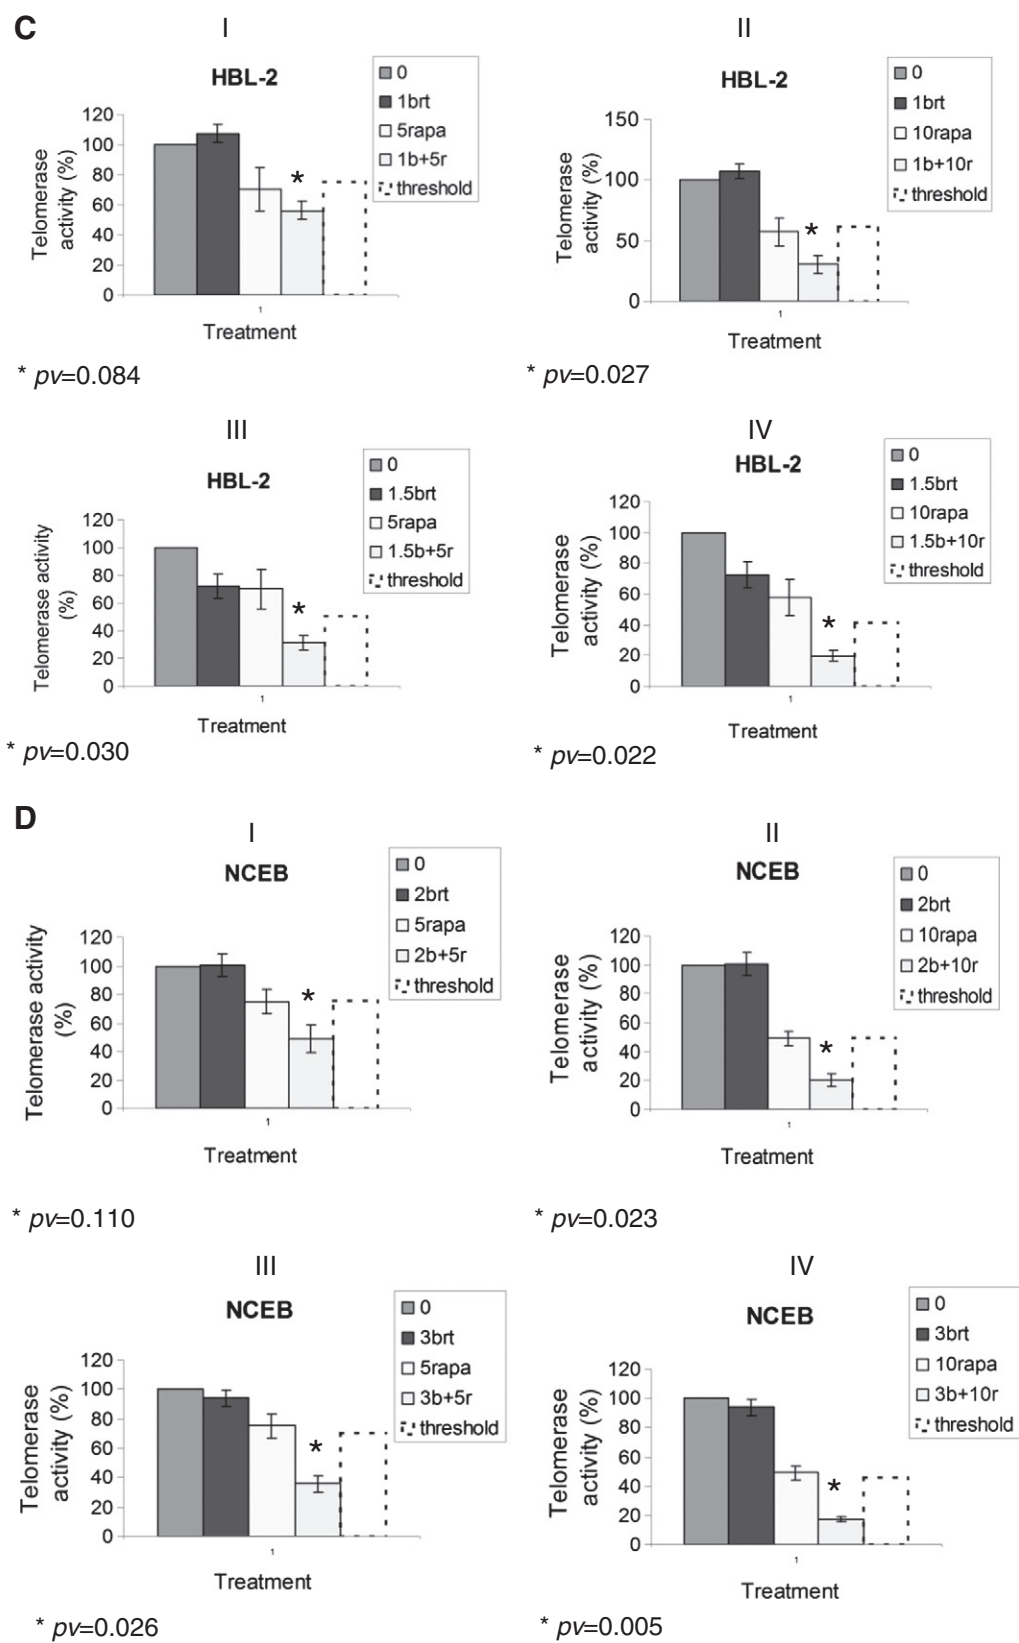 C
I
HBL-2
0
1brt
5rapa
1b+5r
threshold
Telomerase
activity (%)
120
100
80
60
40
20
0
1
Treatment
*
* pv=0.084
II
HBL-2
0
1brt
10rapa
1b+10r
threshold
Telomerase
activity (%)
150
100
50
0
1
Treatment
*
* pv=0.027
III
HBL-2
0
1.5brt
5rapa
1.5b+5r
threshold
Telomerase activity
(%)
120
100
80
60
40
20
0
1
Treatment
*
* pv=0.030
IV
HBL-2
0
1.5brt
10rapa
1.5b+10r
threshold
Telomerase
activity (%)
120
100
80
60
40
20
0
1
Treatment
*
* pv=0.022
D
I
NCEB
0
2brt
5rapa
2b+5r
threshold
Telomerase activity
(%)
120
100
80
60
40
20
0
1
Treatment
*
* pv=0.110
II
NCEB
0
2brt
10rapa
2b+10r
threshold
Telomerase
activity (%)
120
100
80
60
40
20
0
1
Treatment
*
* pv=0.023
III
NCEB
0
3brt
5rapa
3b+5r
threshold
Telomerase
activity (%)
120
100
80
60
40
20
0
1
Treatment
*
* pv=0.026
IV
NCEB
0
3brt
10rapa
3b+10r
threshold
Telomerase
activity (%)
120
100
80
60
40
20
0
1
Treatment
*
* pv=0.005